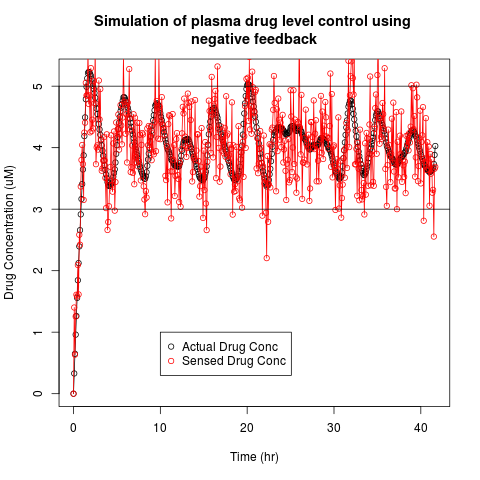 Simulation of plasma drug level control using
negative feedback
Drug Concentration (uM)
5
4
3
2
1
0
Actual Drug Conc
Sensed Drug Conc
0 10 20 30 40
Time (hr)